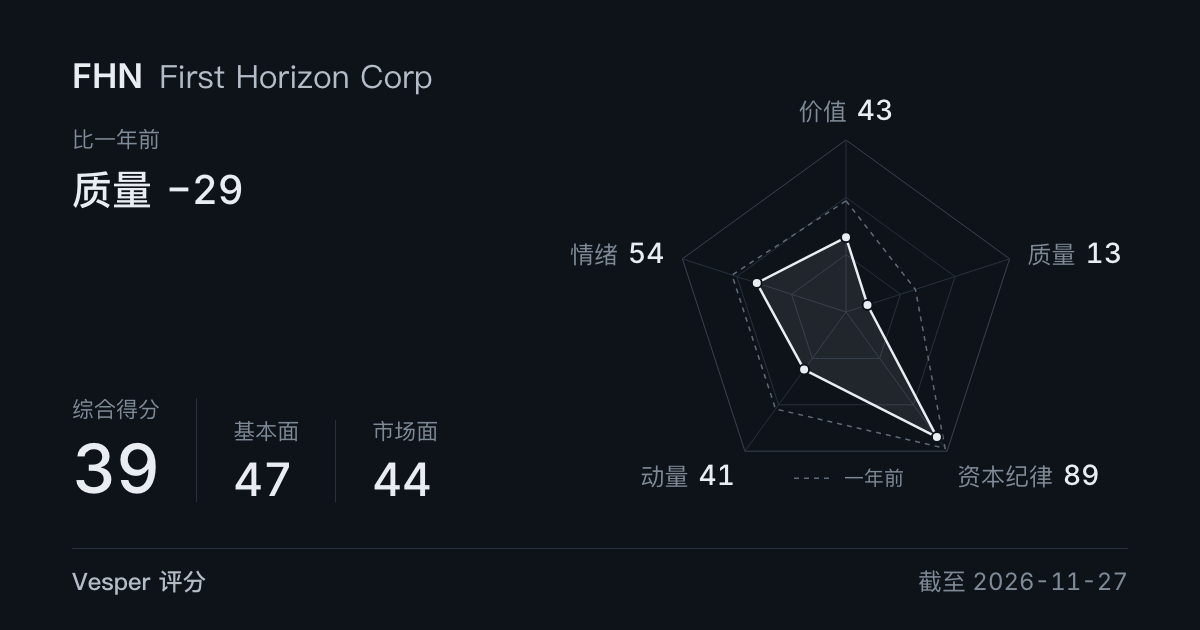 FHN First Horizon Corp
比一年前
质量 −29
综合得分
39
基本面
47
市场面
44
价值 43
质量 13
资本纪律 89
动量 41
情绪 54
一年前
Vesper 评分
截至 2026-11-27